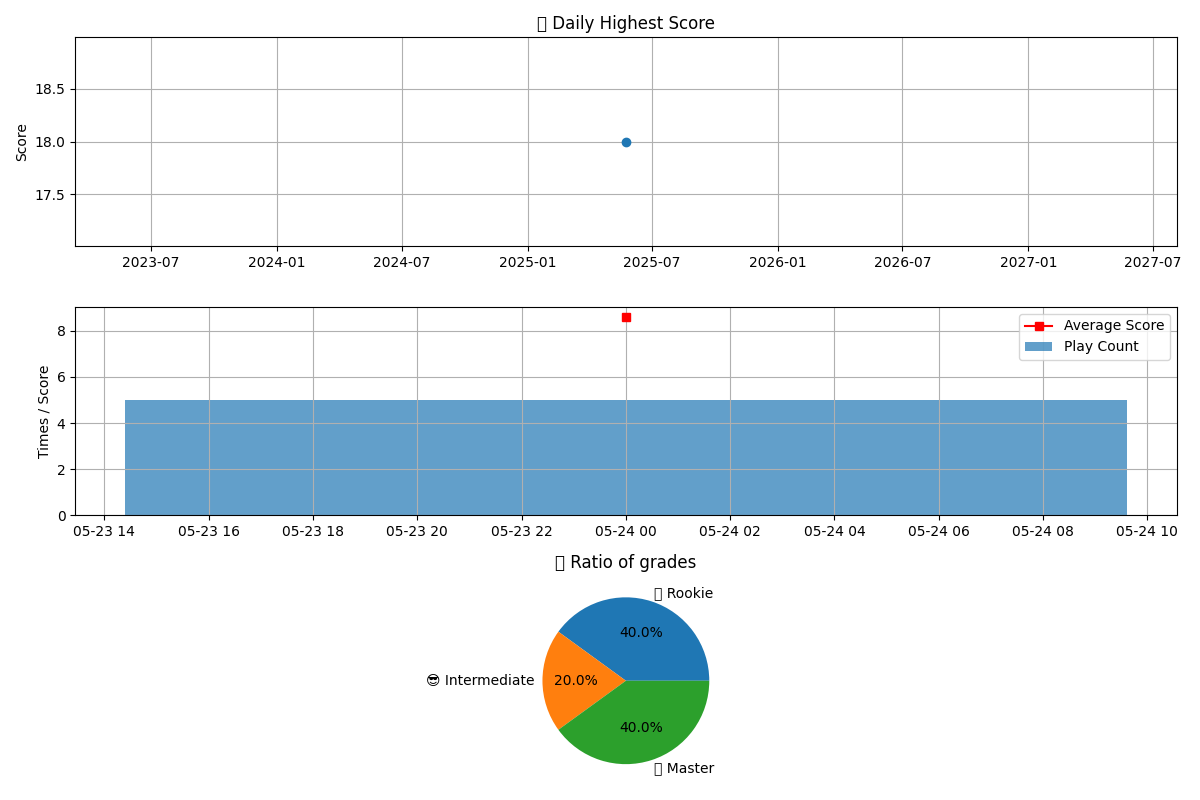 Daily Highest Score
Score
18.5
18.0
17.5
2023-07 2024-01 2024-07 2025-01 2025-07 2026-01 2026-07 2027-01 2027-07
Times / Score
8
6
4
2
0
Average Score
Play Count
05-23 14 05-23 16 05-23 18 05-23 20 05-23 22 05-24 00 05-24 02 05-24 04 05-24 06 05-24 08 05-24 10
Ratio of grades
Rookie
40.0%
😎 Intermediate
20.0%
40.0%
Master